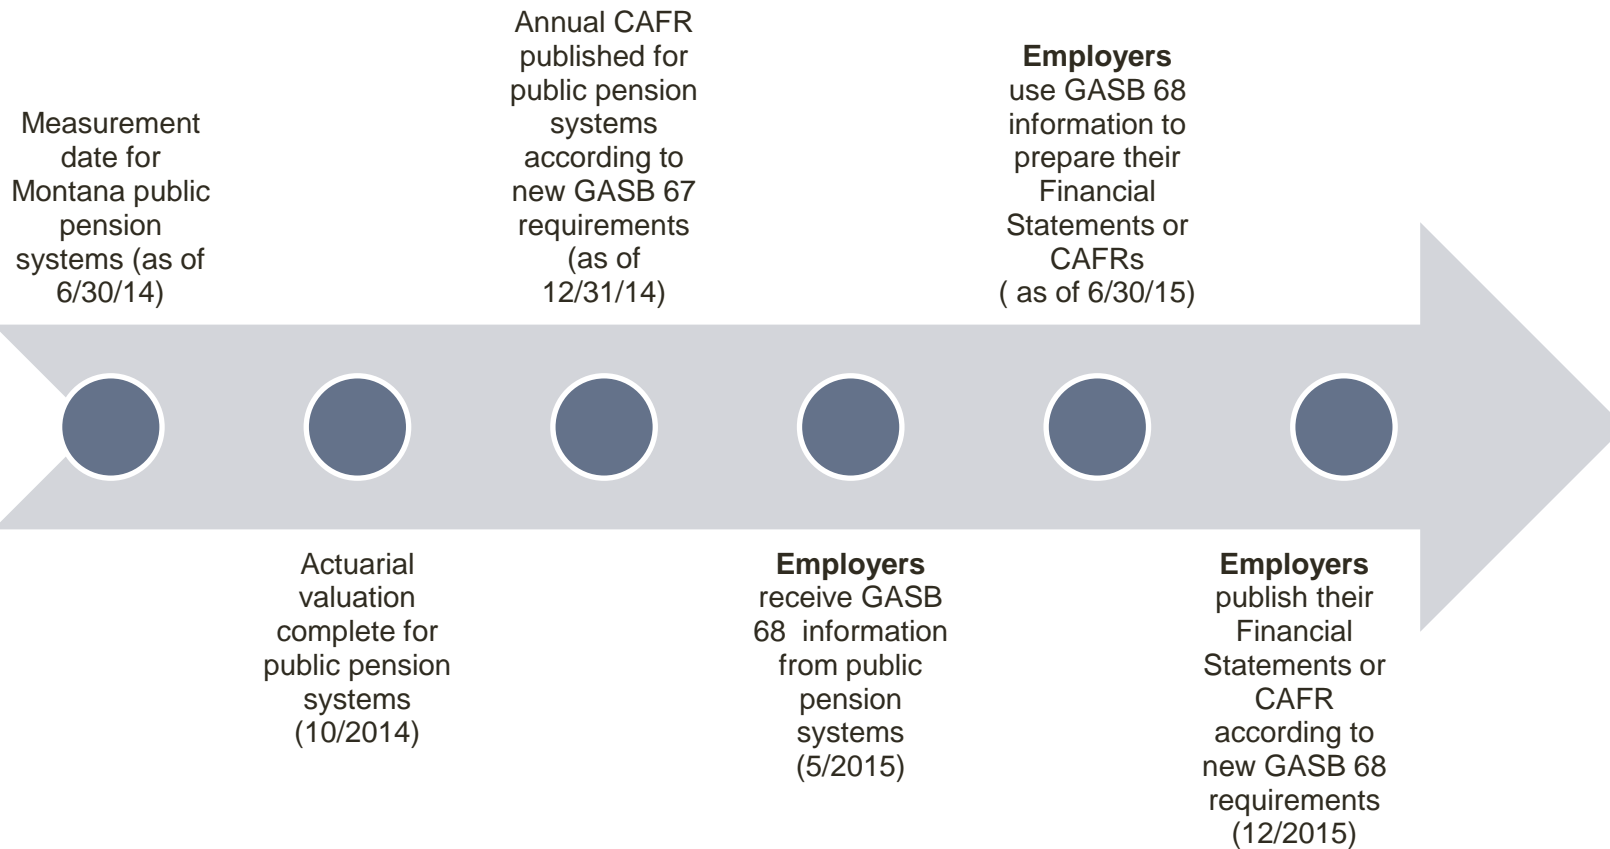 Measurement
date for
Montana public
pension
systems (as of
6/30/14)
Actuarial
valuation
complete for
public pension
systems
(10/2014)
Annual CAFR
published for
public pension
systems
according to
new GASB 67
requirements
(as of
12/31/14)
Employers
receive GASB
68  information
from public
pension
systems
(5/2015)
Employers
use GASB 68
information to
prepare their
Financial
Statements or
CAFRs
( as of 6/30/15)
Employers
publish their
Financial
Statements or
CAFR
according to
new GASB 68
requirements
(12/2015)